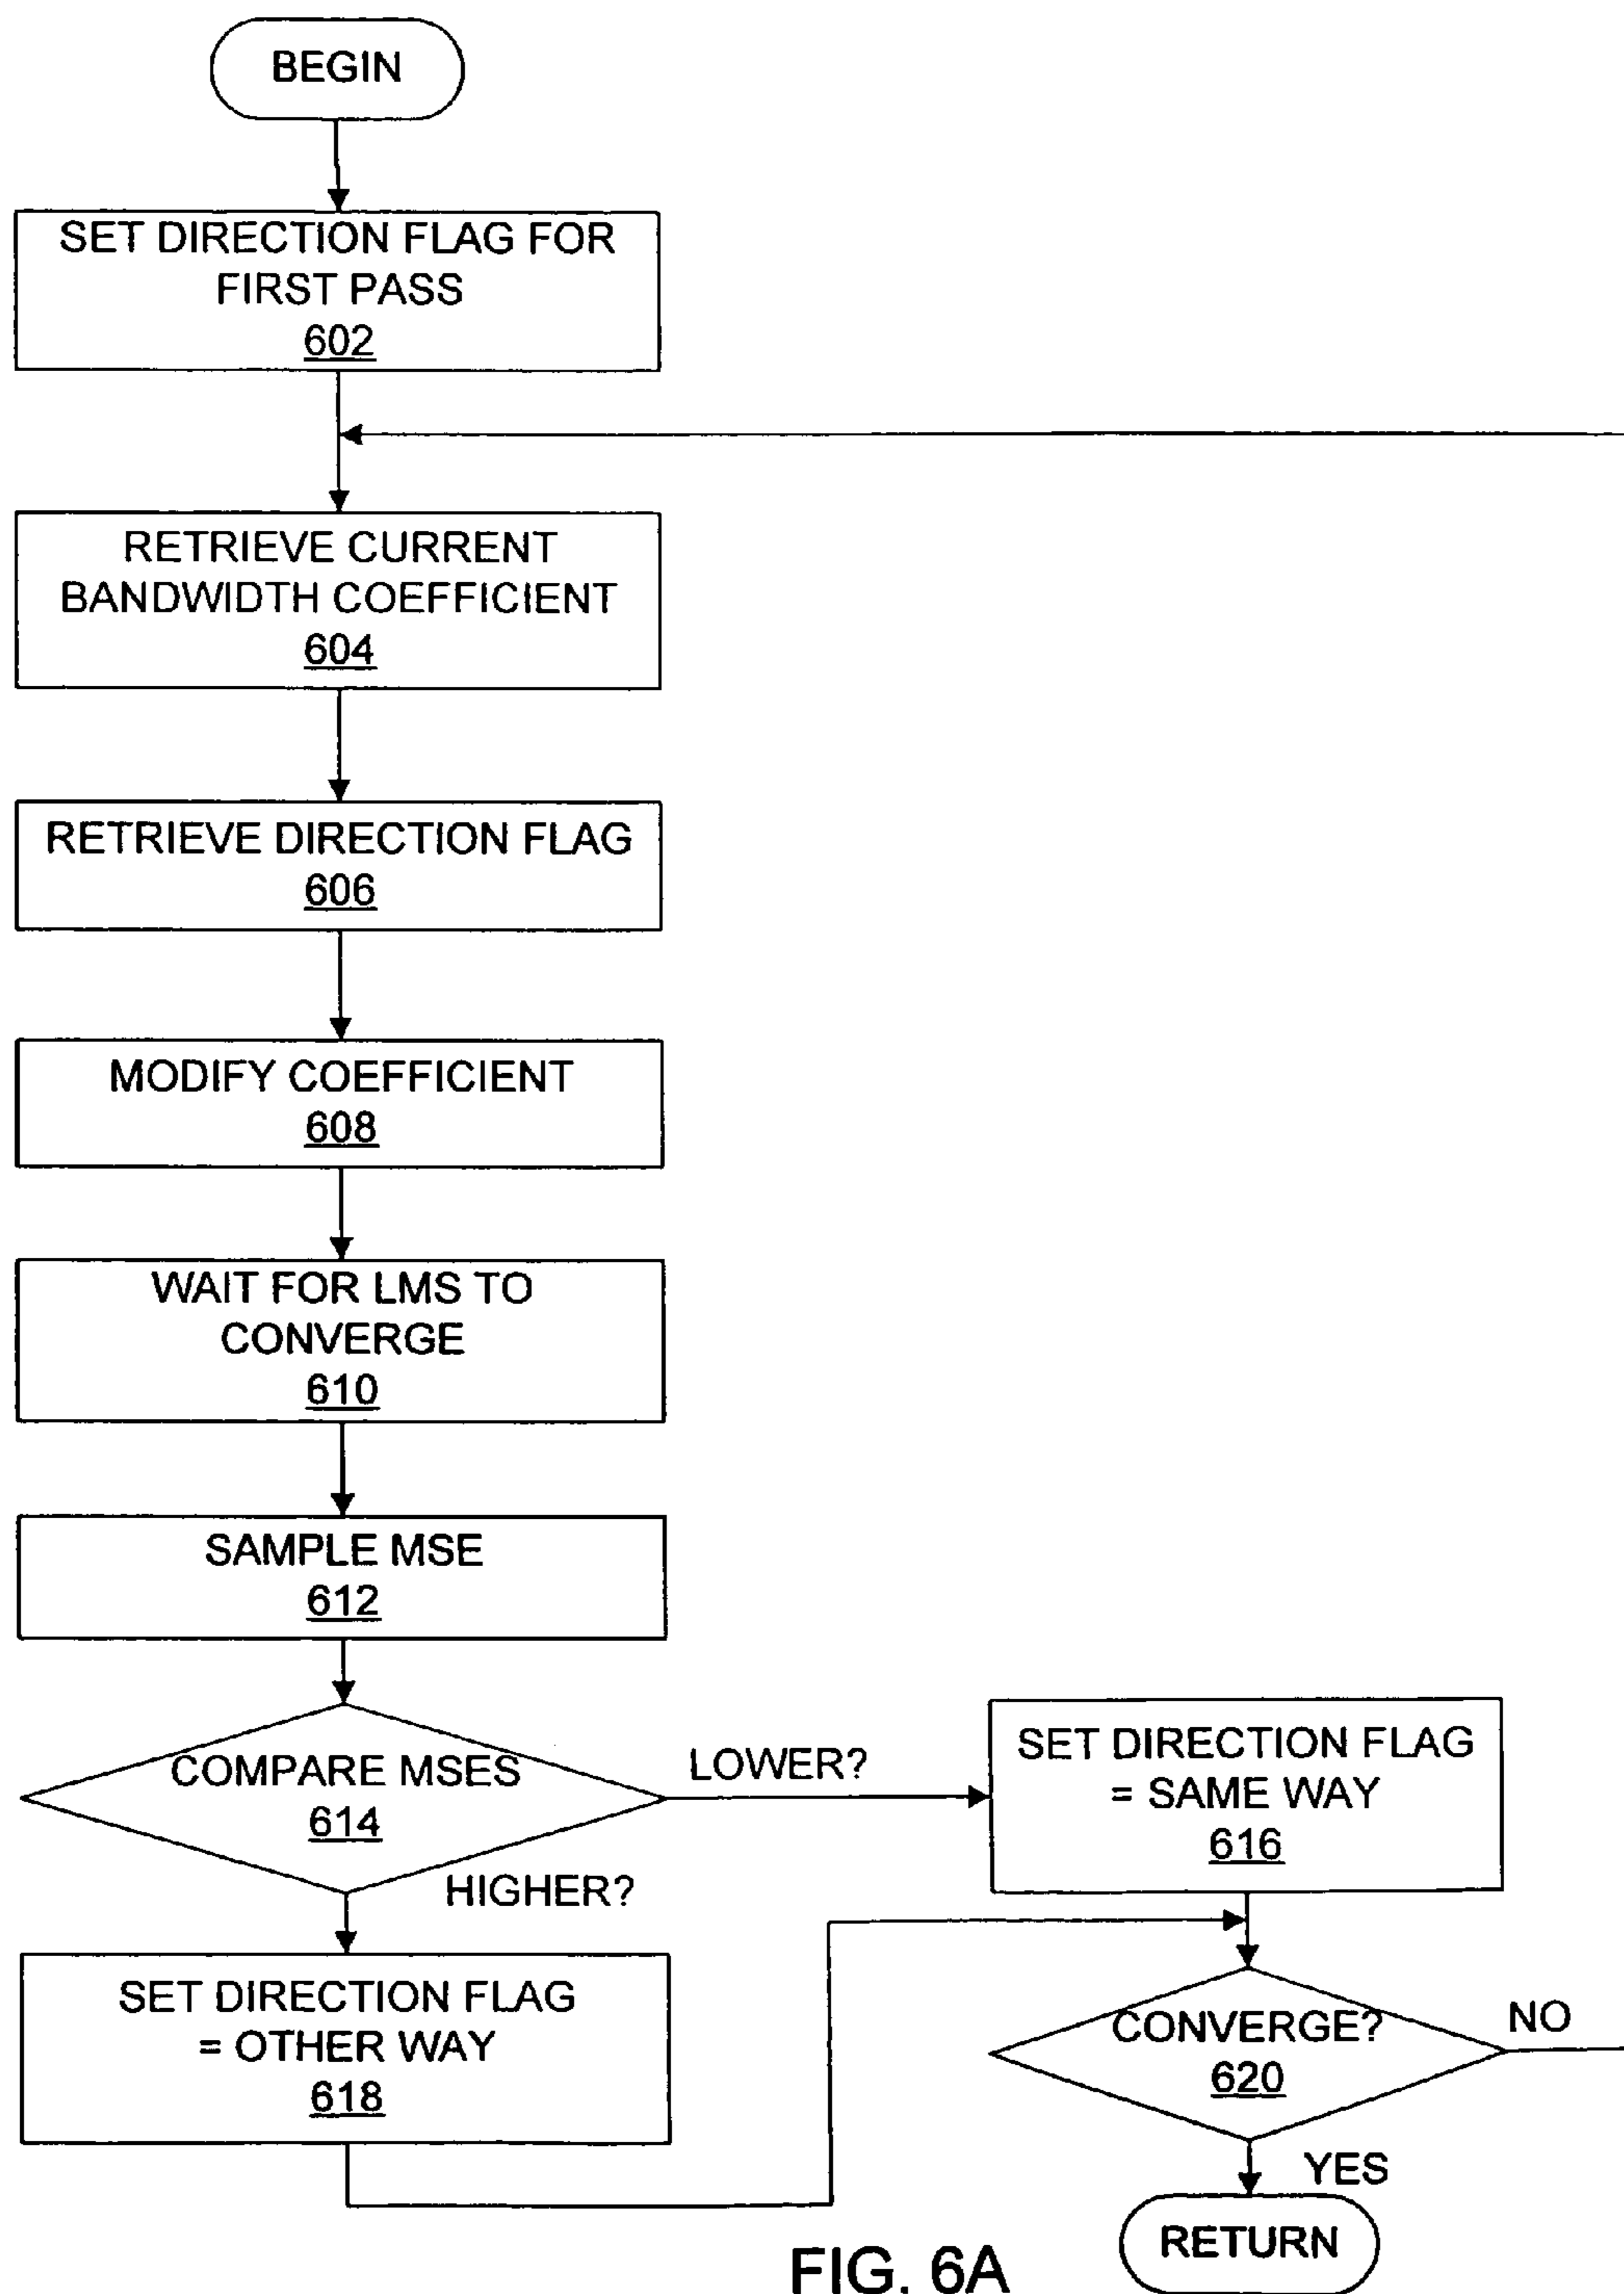 BEGIN
SET DIRECTION FLAG FOR
FIRST PASS
602
RETRIEVE CURRENT
BANDWIDTH COEFFICIENT
604
RETRIEVE DIRECTION FLAG
606
MODIFY COEFFICIENT
608
WAIT FOR LMS TO
CONVERGE
610
SAMPLE MSE
612
COMPARE MSES
614
LOWER?
SET DIRECTION FLAG
= SAME WAY
616
HIGHER?
SET DIRECTION FLAG
= OTHER WAY
618
CONVERGE?
620
NO
YES
RETURN
FIG. 6A